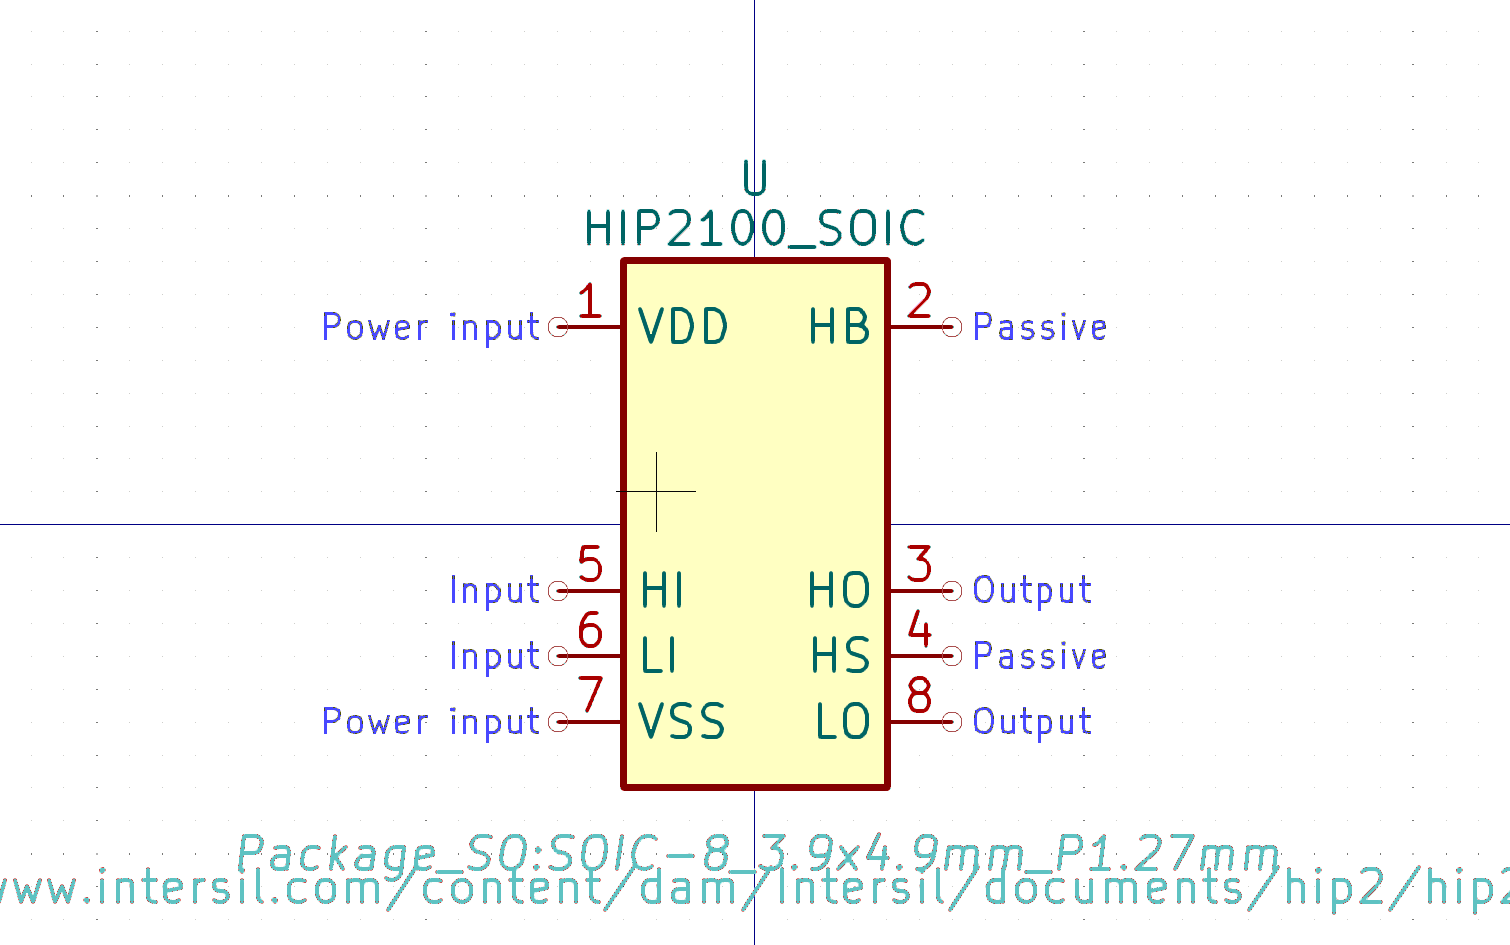 U
HIP2100_SOIC
1 2
Power input VDD HB Passive
5 3
Input HI HO Output
6 4
Input LI HS Passive
7 8
Power input VSS LO Output
Package_SO:SOIC-8_3.9x4.9mm_P1.27mm
www.intersil.com/content/dam/Intersil/documents/hip2/hip2